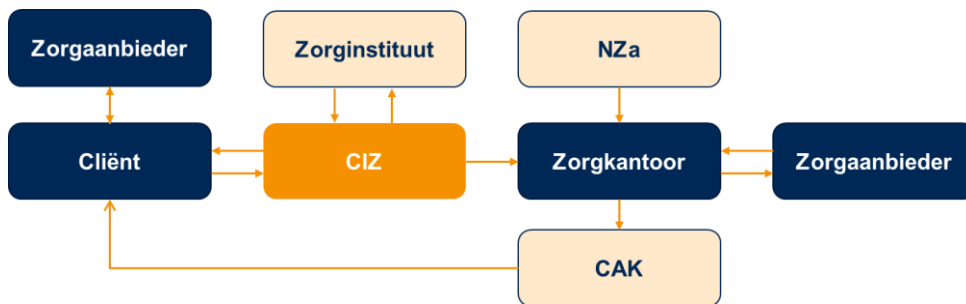 Zorgaanbieder
Zorginstituut
NZa
Cliënt
CIZ
Zorgkantoor
Zorgaanbieder
CAK